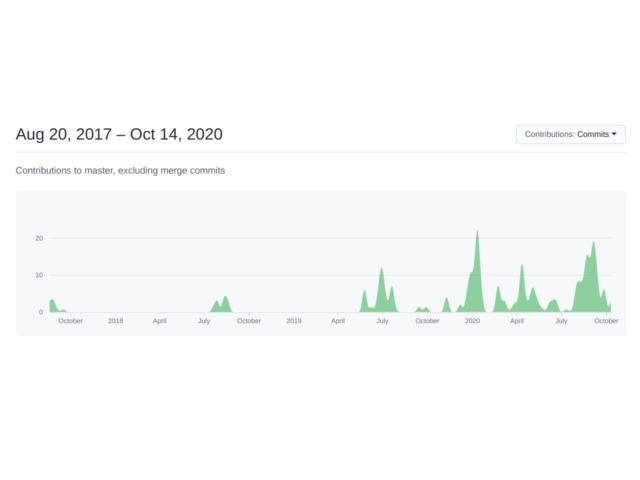 Aug 20, 2017 – Oct 14, 2020
Contributions: Commits
Contributions to master, excluding merge commits
20
10
0
October 2018 April July October 2019 April July October 2020 April July October